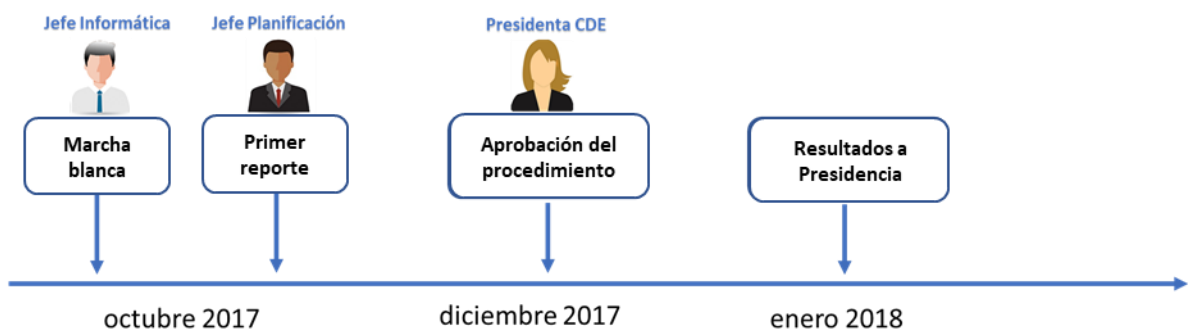 Jefe Informática
Jefe Planificación
Presidenta CDE
Marcha
blanca
Primer
reporte
Aprobación del
procedimiento
Resultados a
Presidencia
octubre 2017
diciembre 2017
enero 2018